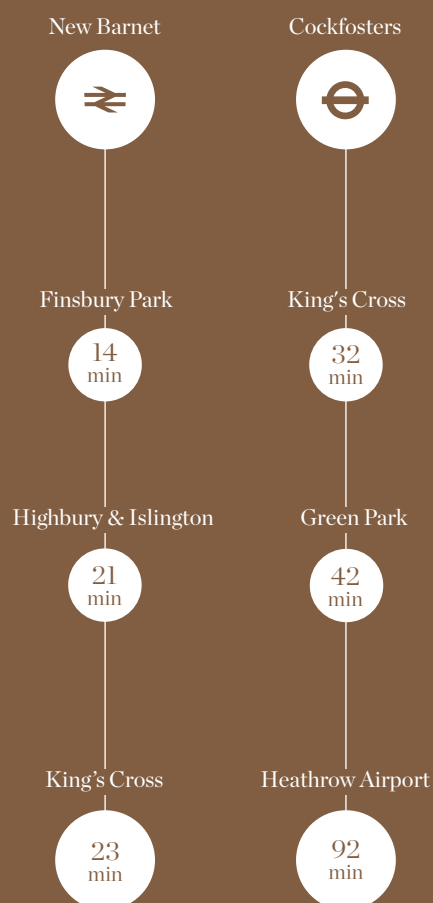 New Barnet
Finsbury Park
14
min
Highbury & Islington
21
min
King's Cross
23
min
Cockfosters
King's Cross
32
min
Green Park
42
min
Heathrow Airport
92
min